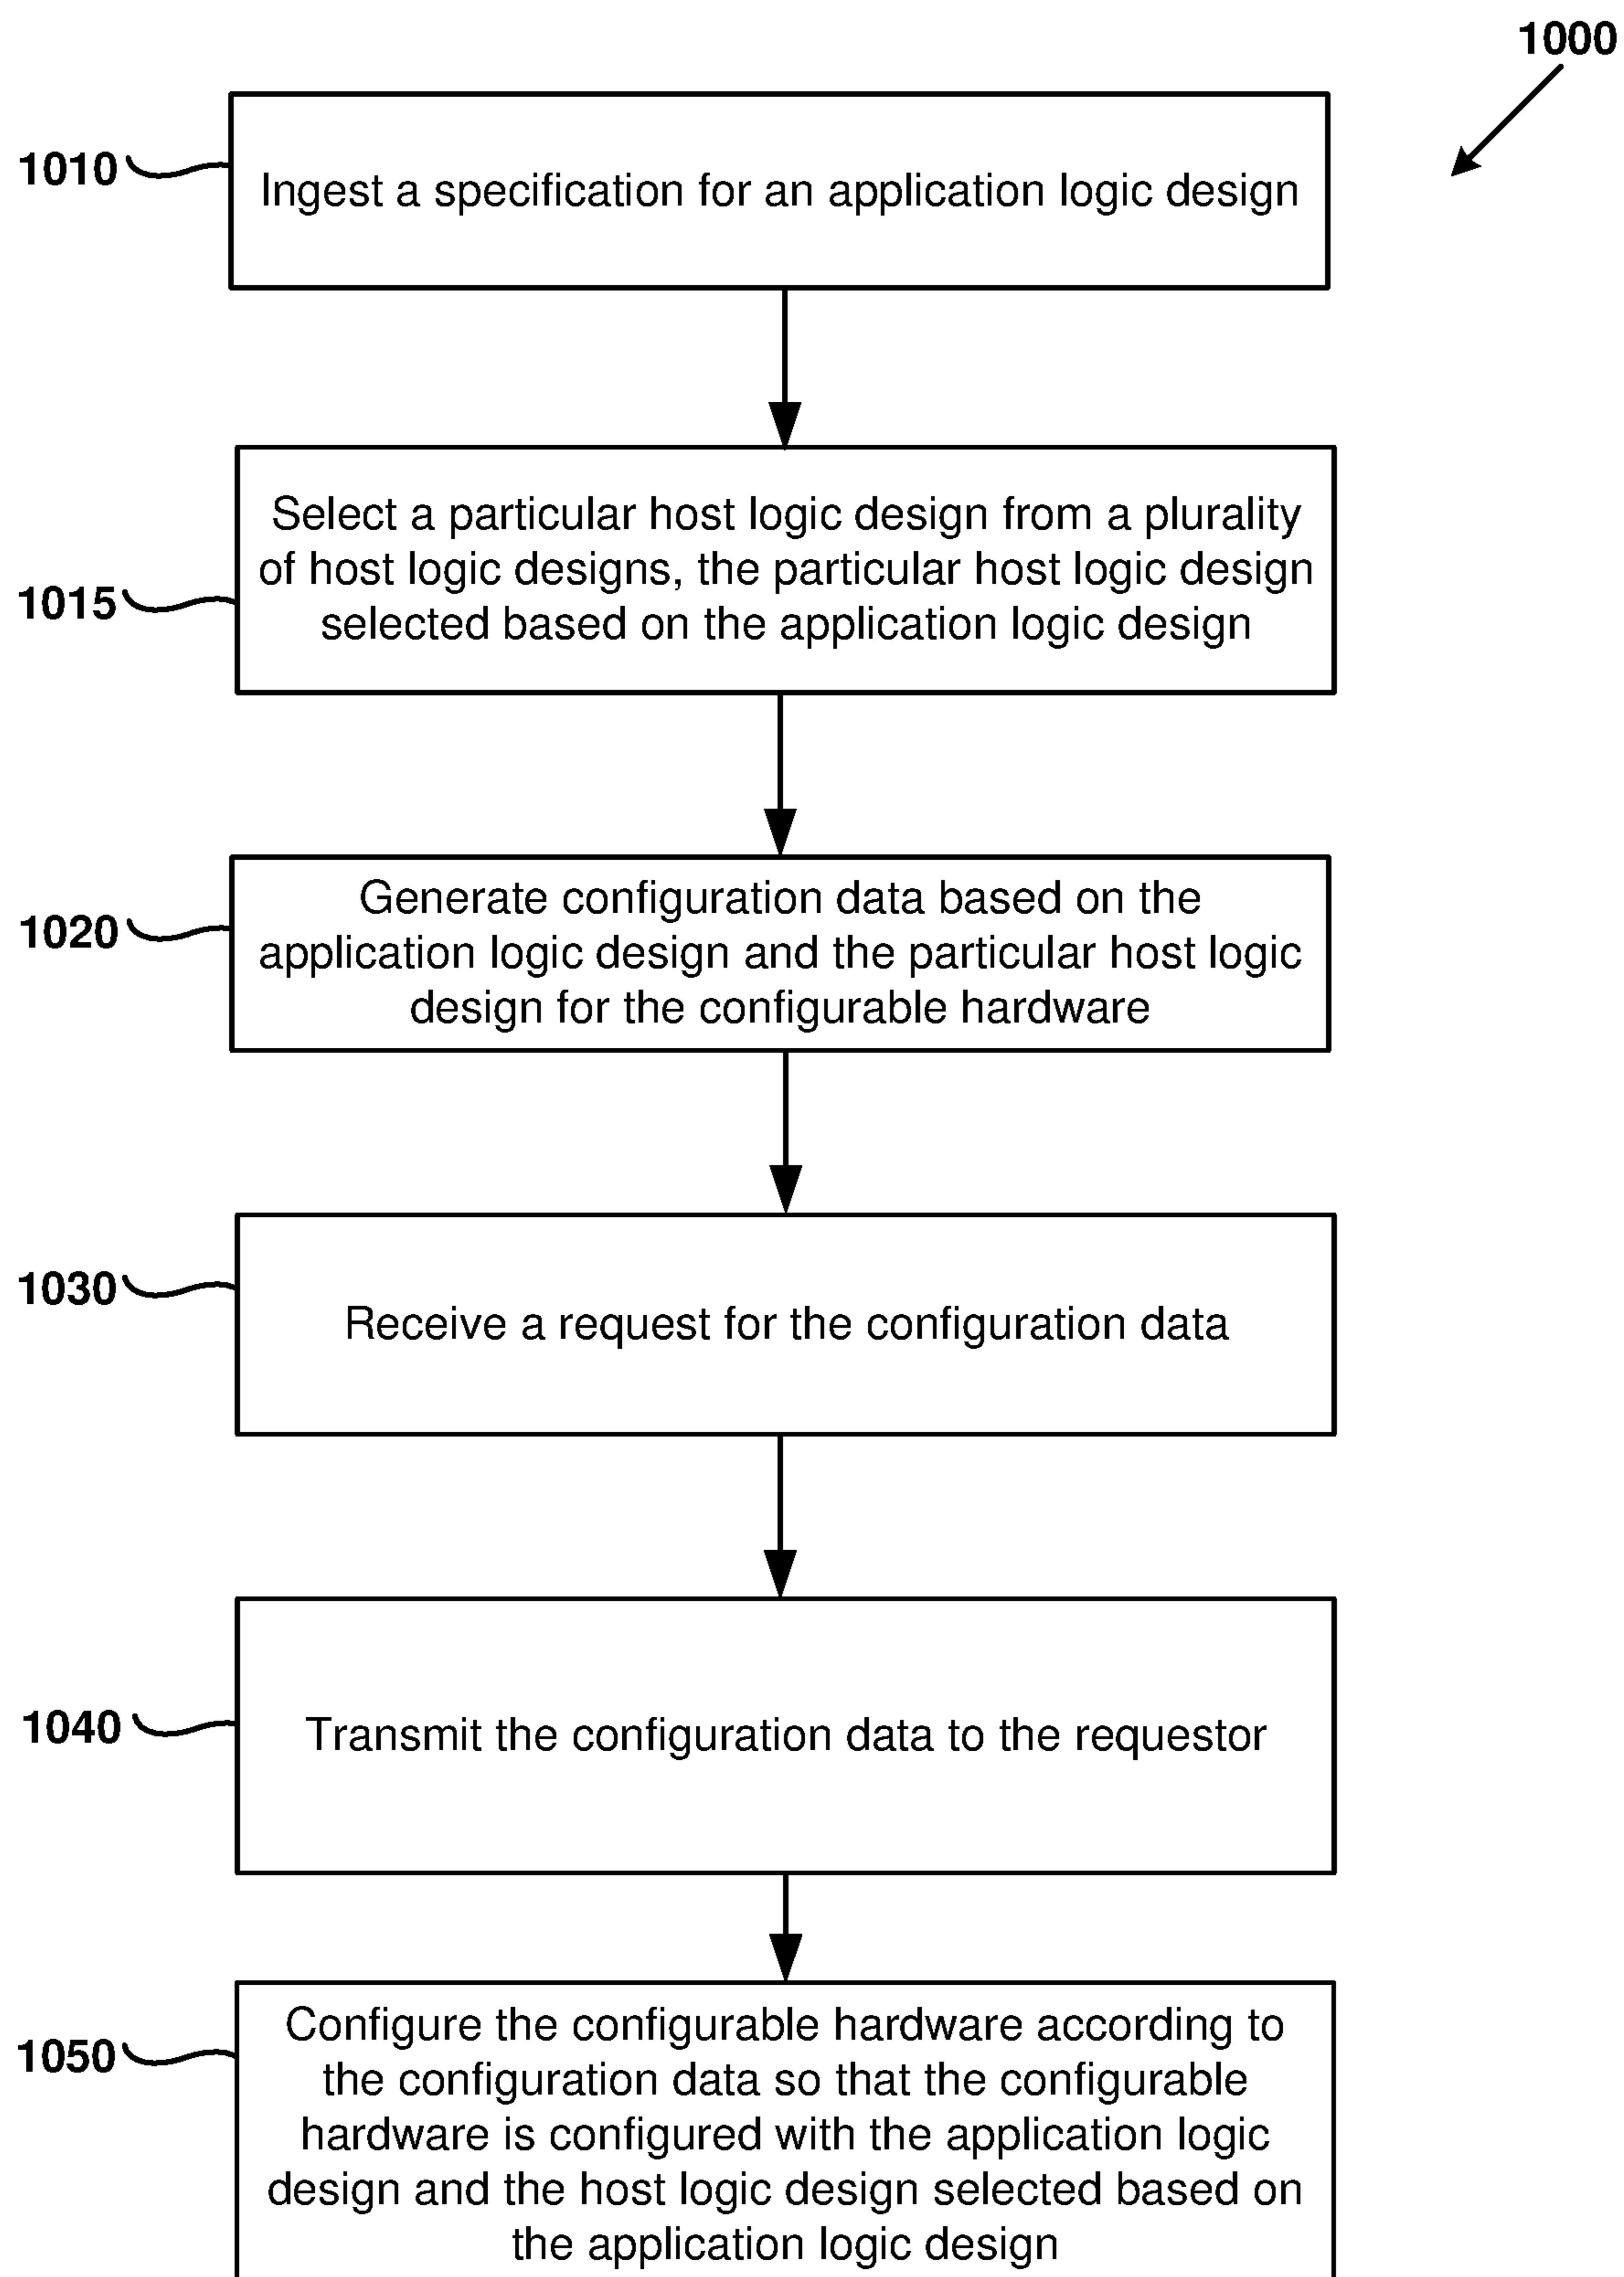 1000
1010
Ingest a specification for an application logic design
Select a particular host logic design from a plurality
of host logic designs, the particular host logic design
selected based on the application logic design
1015
Generate configuration data based on the
application logic design and the particular host logic
design for the configurable hardware
1020
1030
Receive a request for the configuration data
1040
Transmit the configuration data to the requestor
Configure the configurable hardware according to
the configuration data so that the configurable
hardware is configured with the application logic
design and the host logic design selected based on
the application logic design
1050